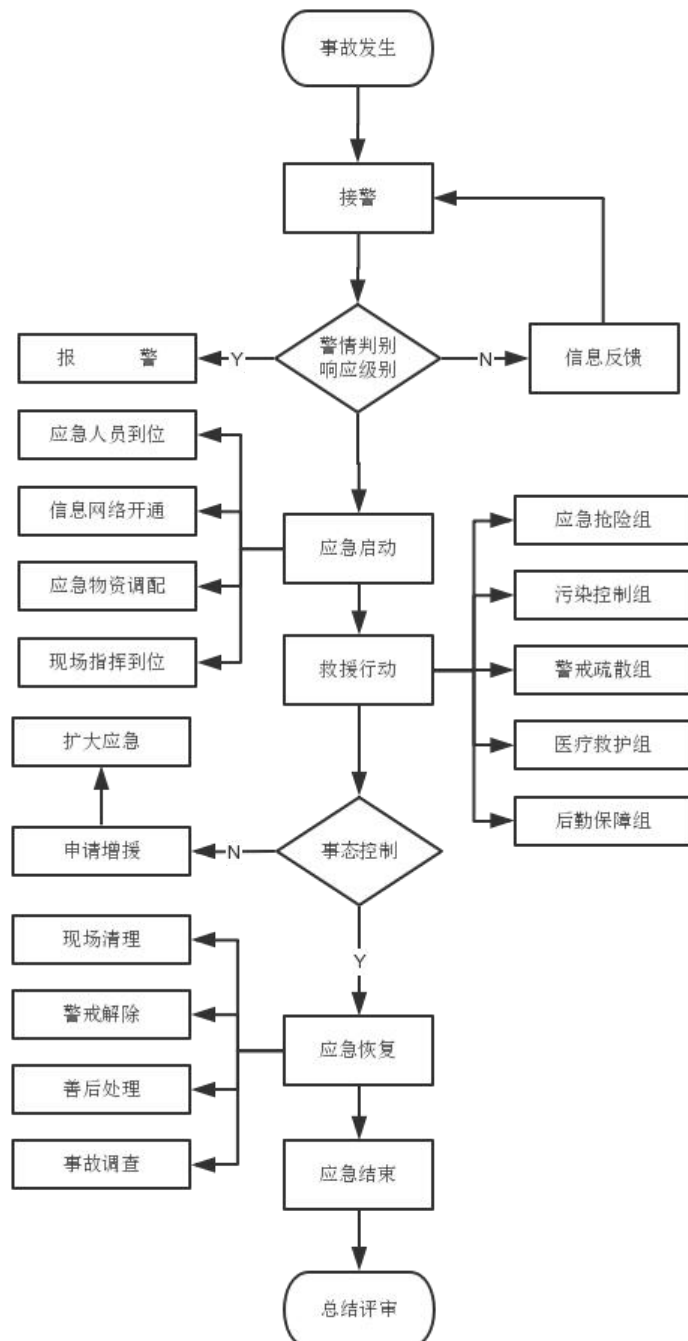 事故发生
接警
警情判别
响应级别
Y
报 警
N
信息反馈
应急人员到位
信息网络开通
应急物资调配
现场指挥到位
应急启动
应急抢险组
污染控制组
警戒疏散组
医疗救护组
后勤保障组
救援行动
扩大应急
申请增援
N
事态控制
Y
现场清理
警戒解除
善后处理
事故调查
应急恢复
应急结束
总结评审